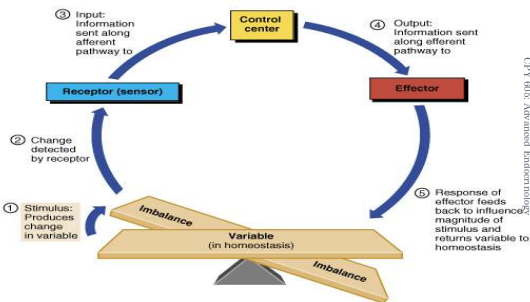 ③ Input:
Information
sent along
afferent
pathway to
Control
center
④ Output:
Information sent
along efferent
pathway to
Receptor (sensor)
Effector
② Change
detected
by receptor
① Stimulus:
Produces
change
in variable
Imbalance
Variable
(in homeostasis)
Imbalance
⑤ Response of
effector feeds
back to influence
magnitude of
stimulus and
returns variable to
homeostasis
CPY 605: Advanced Endocrinology